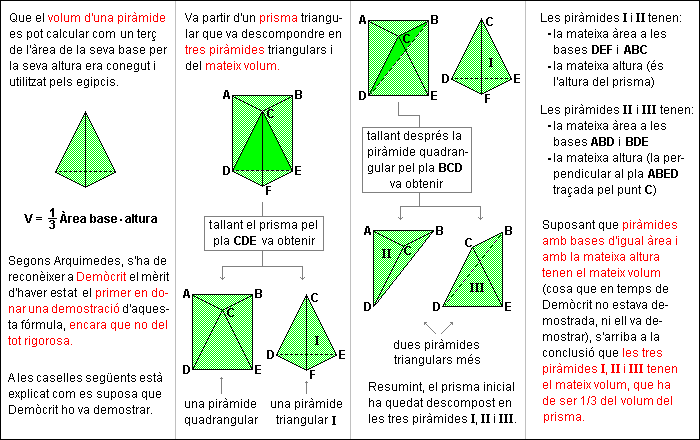 Que el volum d'una piràmide
es pot calcular com un terç
de l'àrea de la seva base per
la seva altura era conegut i
utilitzat pels egipcis.
V = 1/3 Àrea base · altura
Segons Arquimedes, s'ha de
reconèixer a Demòcrit el mèrit
d'haver estat el primer en do-
nar una demostració d'aques-
ta fórmula, encara que no del
tot rigorosa.
A les caselles següents està
explicat com es suposa que
Demòcrit ho va demostrar.
Va partir d'un prisma triangu-
lar que va descompondre en
tres piràmides triangulars i
del mateix volum.
A B
C
D E
F
tallant el prisma pel
pla CDE va obtenir
A B
C
D E
C
I
D E
F
una piràmide
quadrangular
una piràmide
triangular I
A B
C
D E
C
I
D E
F
tallant després la
piràmide quadran-
gular pel pla BCD
va obtenir
A B
II
C
D
B
C
III
D E
dues piràmides
triangulars més
Resumint, el prisma inicial
ha quedat descompost en
les tres piràmides I, II i III.
Les piràmides I i II tenen:
- la mateixa àrea a les
bases DEF i ABC
- la mateixa altura (és
l'altura del prisma)
Les piràmides II i III tenen:
- la mateixa àrea a les
bases ABD i BDE
- la mateixa altura (la per-
pendicular al pla ABED
traçada pel punt C)
Suposant que piràmides
amb bases d'igual àrea i
amb la mateixa altura
tenen el mateix volum
(cosa que en temps de
Demòcrit no estava de-
mostrada, ni ell va de-
mostrar), s'arriba a la
conclusió que les tres
piràmides I, II i III tenen
el mateix volum, que ha
de ser 1/3 del volum del
prisma.